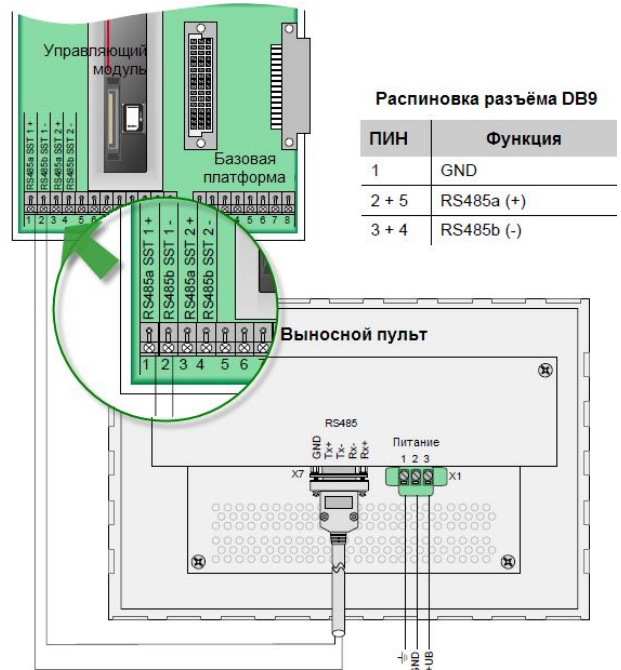 Управляющий
модуль
RS485a SST 1 +
RS485b SST 1 -
RS485a SST 2 +
RS485b SST 2 -
Базовая
платформа
1 2 3 4 5 6
4 5 6 7 8
RS485a SST 1 +
RS485b SST 1 -
RS485a SST 2 +
RS485b SST 2 -
1 2 3 4 5 6 7
Распиновка разъёма DB9
ПИН Функция
1 GND
2 + 5 RS485a (+)
3 + 4 RS485b (-)
Выносной пульт
RS485
GND
Tx+
Tx-
Rx-
Rx+
X7
Питание
1 2 3
X1
GND
+UB